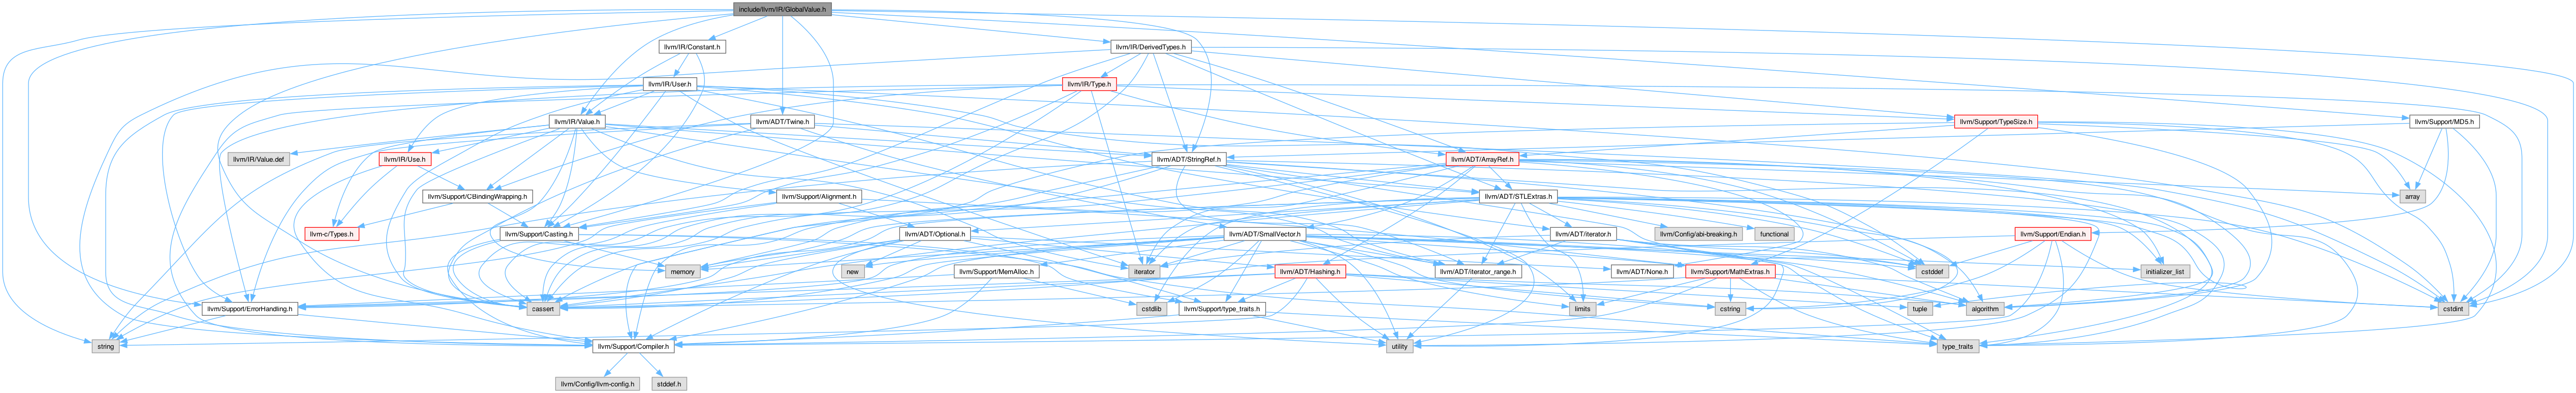 include/llvm/IR/GlobalValue.h
llvm/IR/Constant.h
llvm/IR/DerivedTypes.h
llvm/IR/User.h
llvm/IR/Type.h
llvm/IR/Value.h
llvm/ADT/Twine.h
llvm/Support/TypeSize.h
llvm/Support/MD5.h
llvm/IR/Value.def
llvm/IR/Use.h
llvm/ADT/StringRef.h
llvm/ADT/ArrayRef.h
llvm/Support/CBindingWrapping.h
llvm/Support/Alignment.h
llvm/ADT/STLExtras.h
array
llvm-c/Types.h
llvm/Support/Casting.h
llvm/ADT/Optional.h
llvm/ADT/SmallVector.h
llvm/ADT/iterator.h
llvm/Config/abi-breaking.h
functional
llvm/Support/Endian.h
memory
new
iterator
llvm/Support/MemAlloc.h
llvm/ADT/Hashing.h
llvm/ADT/iterator_range.h
llvm/ADT/None.h
llvm/Support/MathExtras.h
cstddef
initializer_list
llvm/Support/ErrorHandling.h
cassert
cstdlib
llvm/Support/type_traits.h
limits
cstring
tuple
algorithm
cstdint
string
llvm/Support/Compiler.h
utility
type_traits
llvm/Config/llvm-config.h
stddef.h